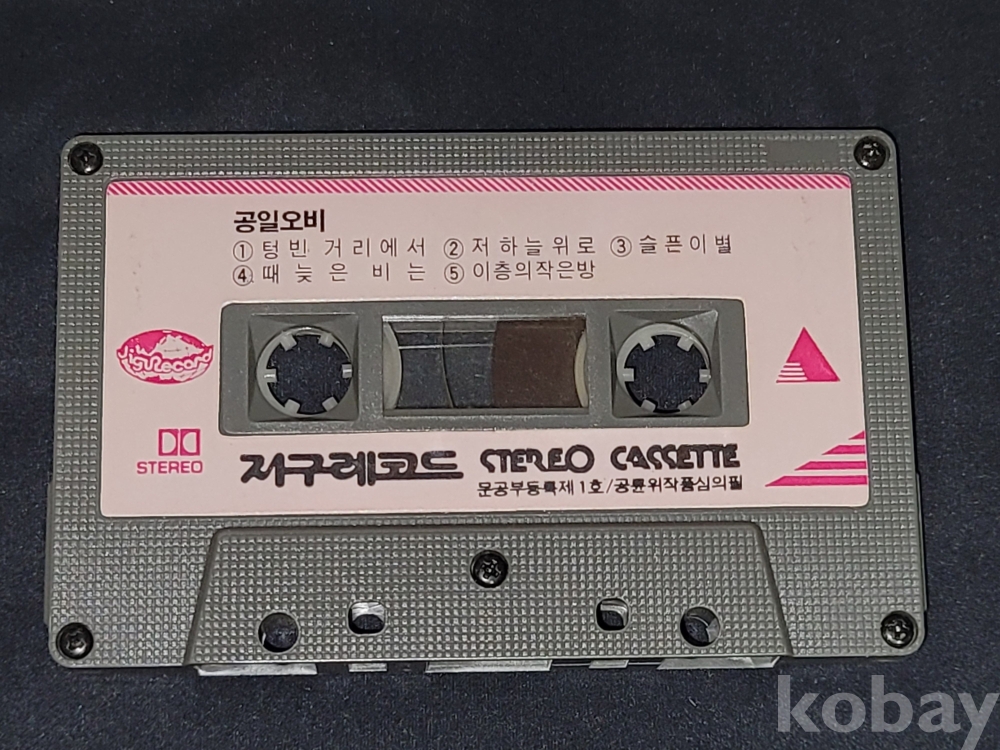 공일오비
① 텅 빈 거리에서 ② 저하늘위로 ③ 슬픈이별
④ 때 늦은 비는 ⑤ 이층의작은방
Jigu Record
STEREO
지구레코드 STEREO CASSETTE
문공부등록제1호/공륜위작품심의필
kobay